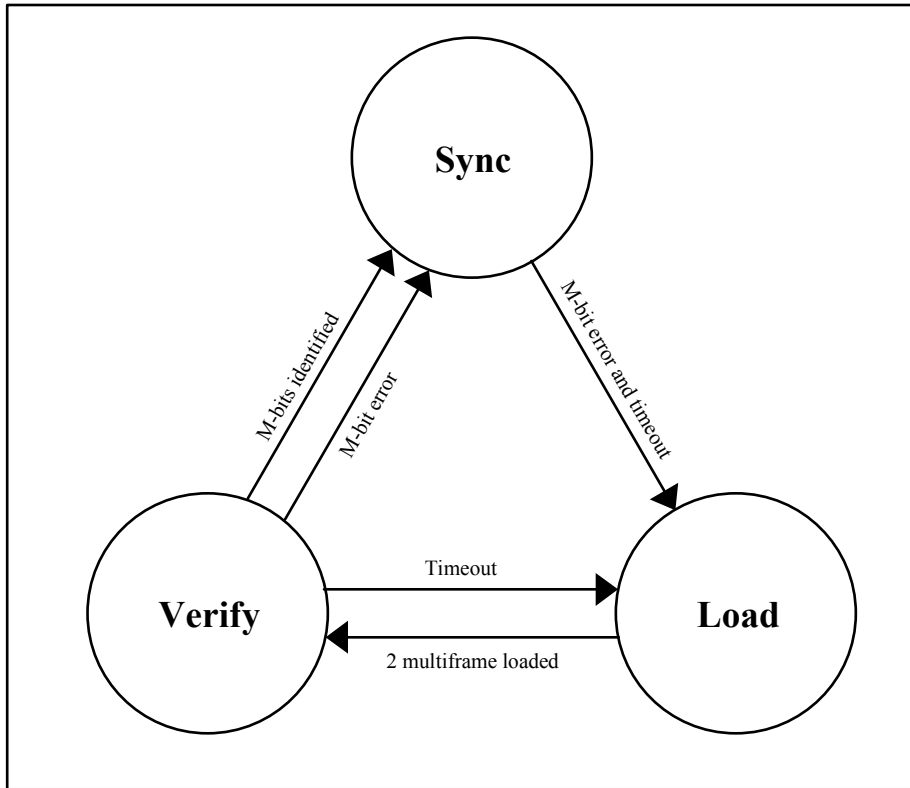 Sync
M-bits identified
M-bit error
M-bit error and timeout
Timeout
Verify
Load
2 multiframe loaded